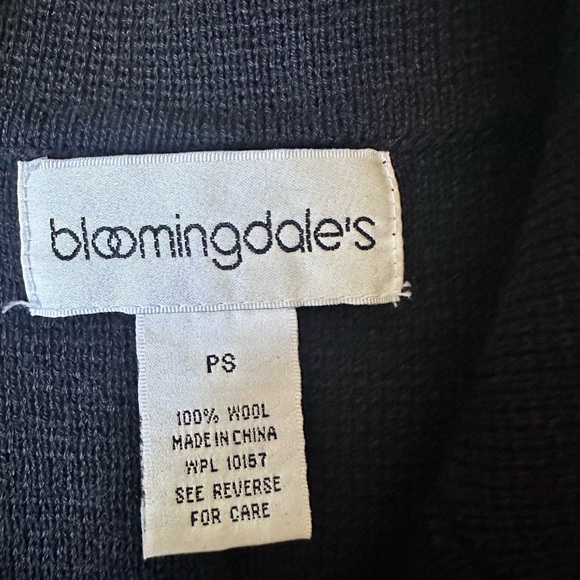 bloomingdale's
PS
100% WOOL
MADE IN CHINA
WPL 10157
SEE REVERSE
FOR CARE